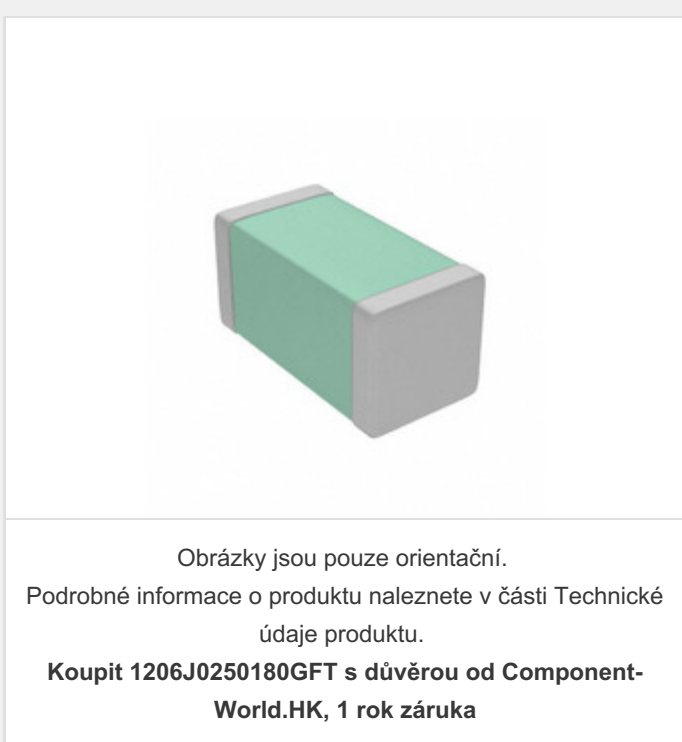 Obrázky jsou pouze orientační.
Podrobné informace o produktu naleznete v části Technické
údaje produktu.
Koupit 1206J0250180GFT s důvěrou od Component-
World.HK, 1 rok záruka